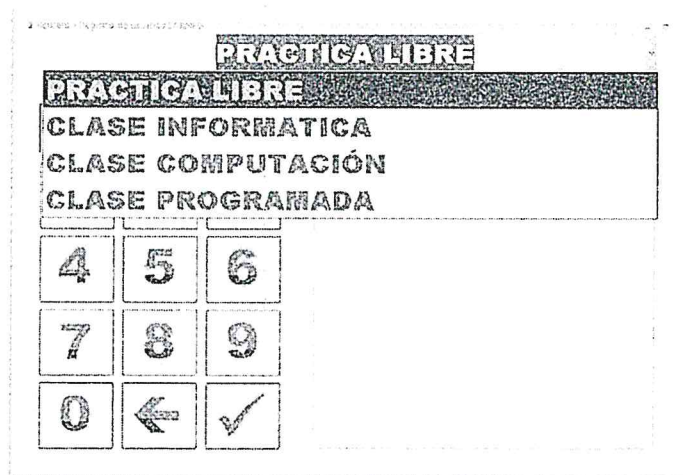 PRACTICA LIBRE
PRACTICA LIBRE
CLASE INFORMATICA
CLASE COMPUTACIÓN
CLASE PROGRAMADA
4 5 6
7 8 9
0